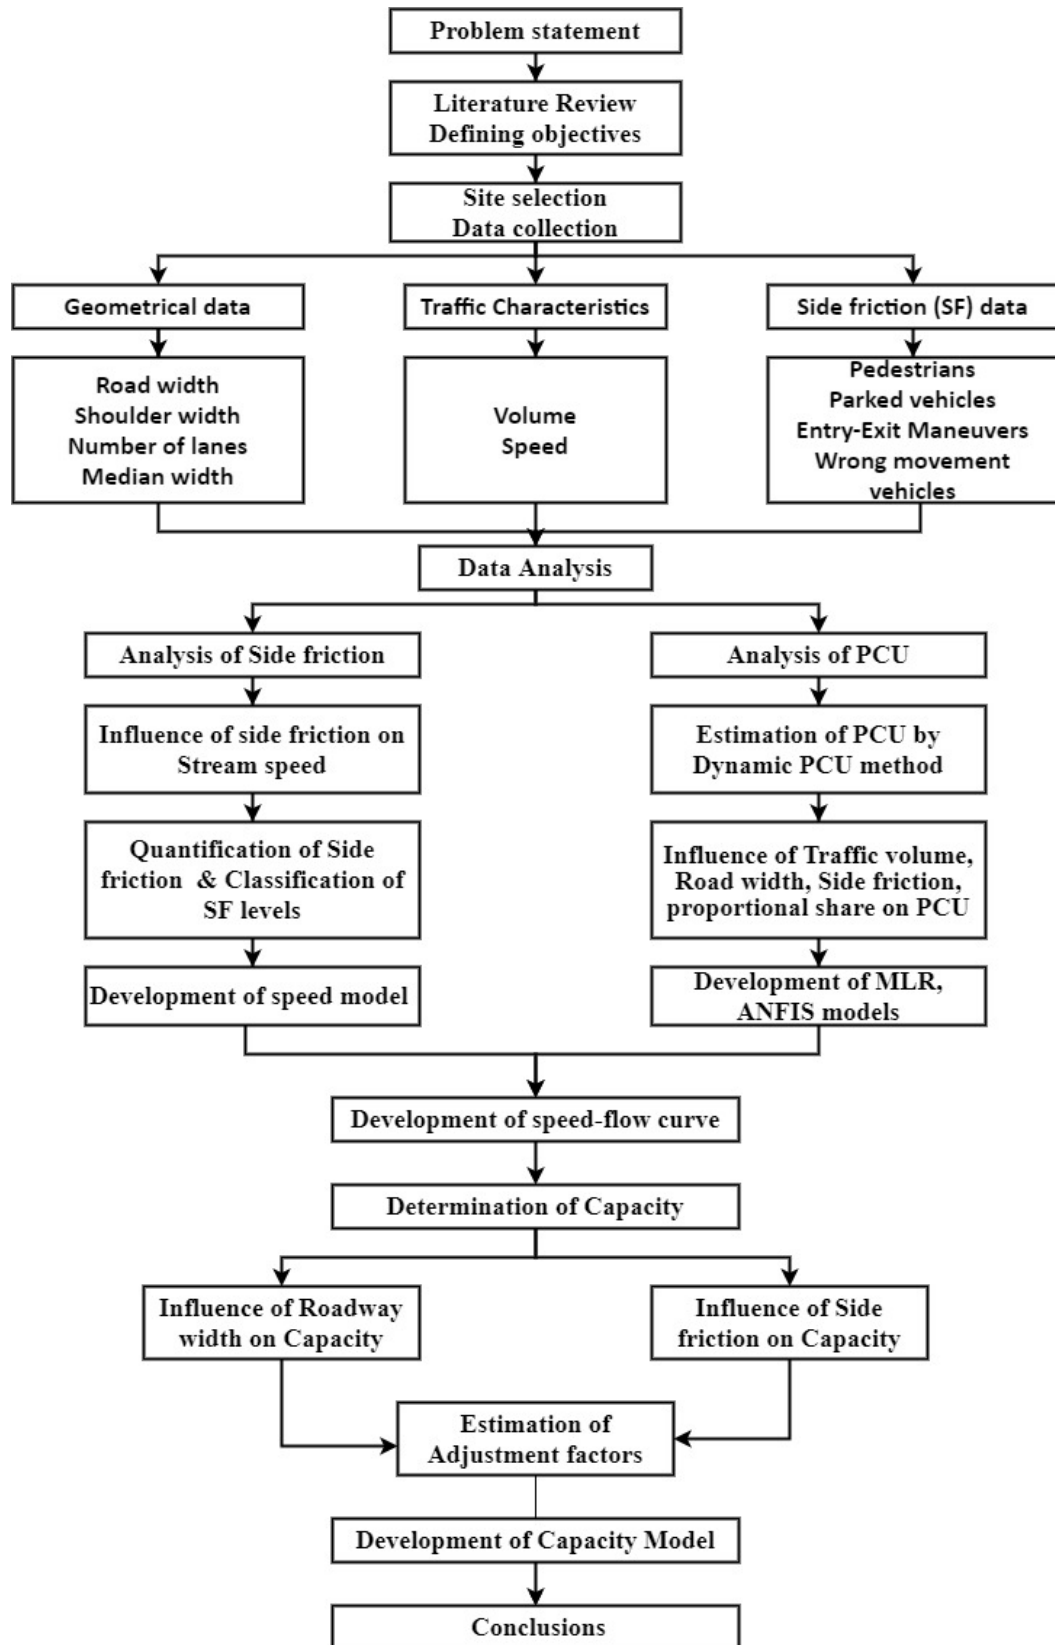 Problem statement
Literature Review
Defining objectives
Site selection
Data collection
Geometrical data
Traffic Characteristics
Side friction (SF) data
Road width
Shoulder width
Number of lanes
Median width
Volume
Speed
Pedestrians
Parked vehicles
Entry-Exit Maneuvers
Wrong movement
vehicles
Data Analysis
Analysis of Side friction
Analysis of PCU
Influence of side friction on
Stream speed
Estimation of PCU by
Dynamic PCU method
Quantification of Side
friction & Classification of
SF levels
Influence of Traffic volume,
Road width, Side friction,
proportional share on PCU
Development of speed model
Development of MLR,
ANFIS models
Development of speed-flow curve
Determination of Capacity
Influence of Roadway
width on Capacity
Influence of Side
friction on Capacity
Estimation of
Adjustment factors
Development of Capacity Model
Conclusions